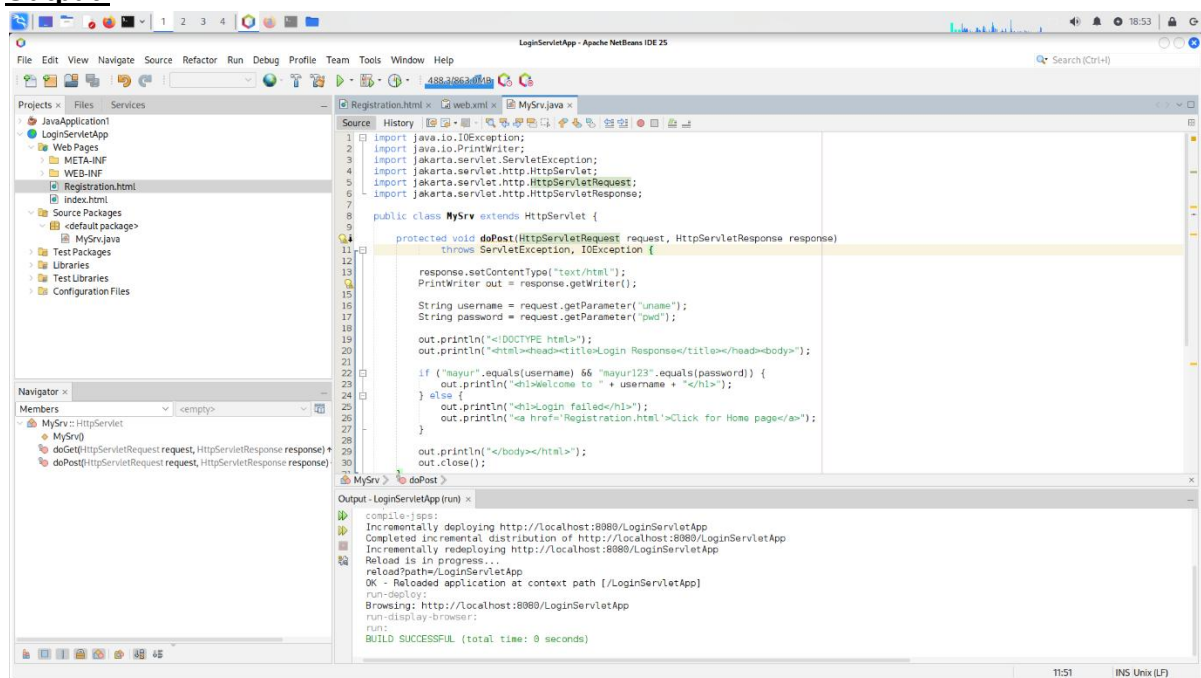 1 2 3 4
18:53
LoginServletApp - Apache NetBeans IDE 25
File Edit View Navigate Source Refactor Run Debug Profile Team Tools Window Help
Search (Ctrl+I)
Projects × Files Services
JavaApplication1
LoginServletApp
Web Pages
META-INF
WEB-INF
Registration.html
index.html
Source Packages
<default package>
MySrv.java
Test Packages
Libraries
Test Libraries
Configuration Files
Navigator ×
Members <empty>
MySrv :: HttpServlet
MySrv()
doGet(HttpServletRequest request, HttpServletResponse response)
doPost(HttpServletRequest request, HttpServletResponse response)
Registration.html × web.xml × MySrv.java ×
Source History
1 import java.io.IOException;
2 import java.io.PrintWriter;
3 import jakarta.servlet.ServletException;
4 import jakarta.servlet.http.HttpServlet;
5 import jakarta.servlet.http.HttpServletRequest;
6 import jakarta.servlet.http.HttpServletResponse;
7
8 public class MySrv extends HttpServlet {
9
protected void doPost(HttpServletRequest request, HttpServletResponse response)
11 throws ServletException, IOException {
12
13 response.setContentType("text/html");
PrintWriter out = response.getWriter();
15
16 String username = request.getParameter("uname");
17 String password = request.getParameter("pwd");
18
19 out.println("<!DOCTYPE html>");
20 out.println("<html><head><title>Login Response</title></head><body>");
21
22 if ("mayur".equals(username) && "mayur123".equals(password)) {
23 out.println("<h1>Welcome to " + username + "</h1>");
24 } else {
25 out.println("<h1>Login failed</h1>");
26 out.println("<a href='Registration.html'>Click for Home page</a>");
27 }
28
29 out.println("</body></html>");
30 out.close();
MySrv > doPost >
Output - LoginServletApp (run) ×
compile-jsps:
Incrementally deploying http://localhost:8080/LoginServletApp
Completed incremental distribution of http://localhost:8080/LoginServletApp
Incrementally redeploying http://localhost:8080/LoginServletApp
Reload is in progress...
reload?path=/LoginServletApp
OK - Reloaded application at context path [/LoginServletApp]
run-deploy:
Browsing: http://localhost:8080/LoginServletApp
run-display-browser:
run:
BUILD SUCCESSFUL (total time: 0 seconds)
11:51 INS Unix (LF)